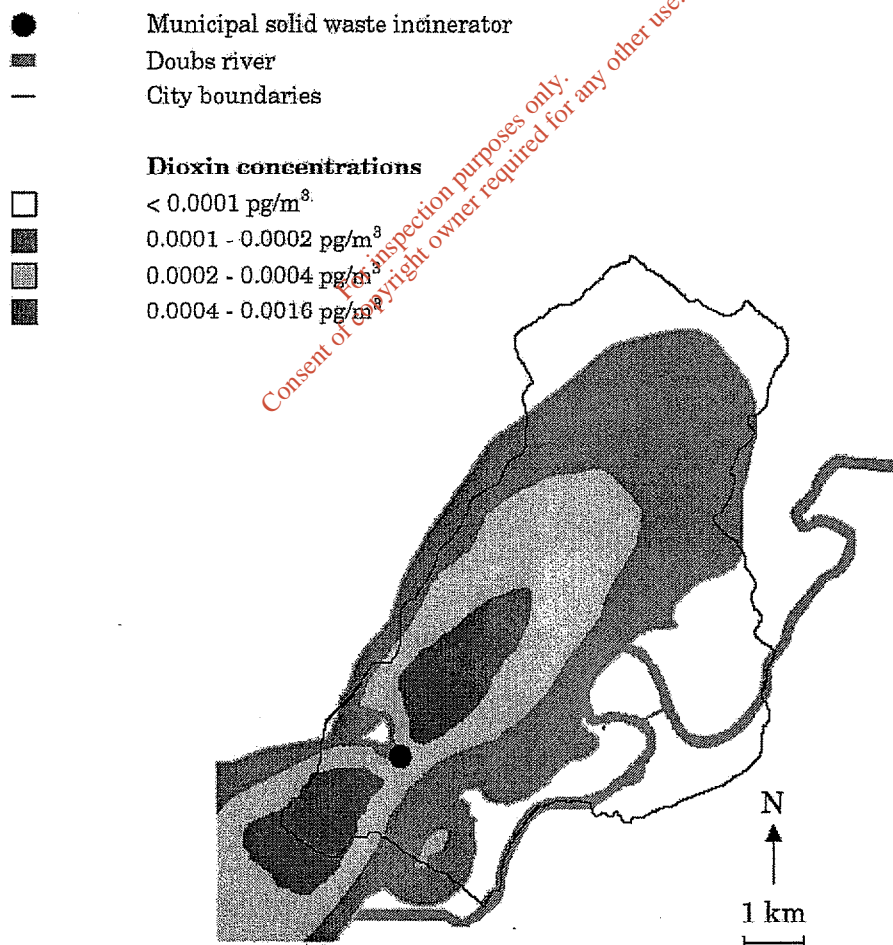 Municipal solid waste incinerator
Doubs river
City boundaries
Dioxin concentrations
< 0.0001 pg/m³
0.0001 - 0.0002 pg/m³
0.0002 - 0.0004 pg/m³
0.0004 - 0.0016 pg/m³
For inspection purposes only.
Consent of copyright owner required for any other use.
N
1 km